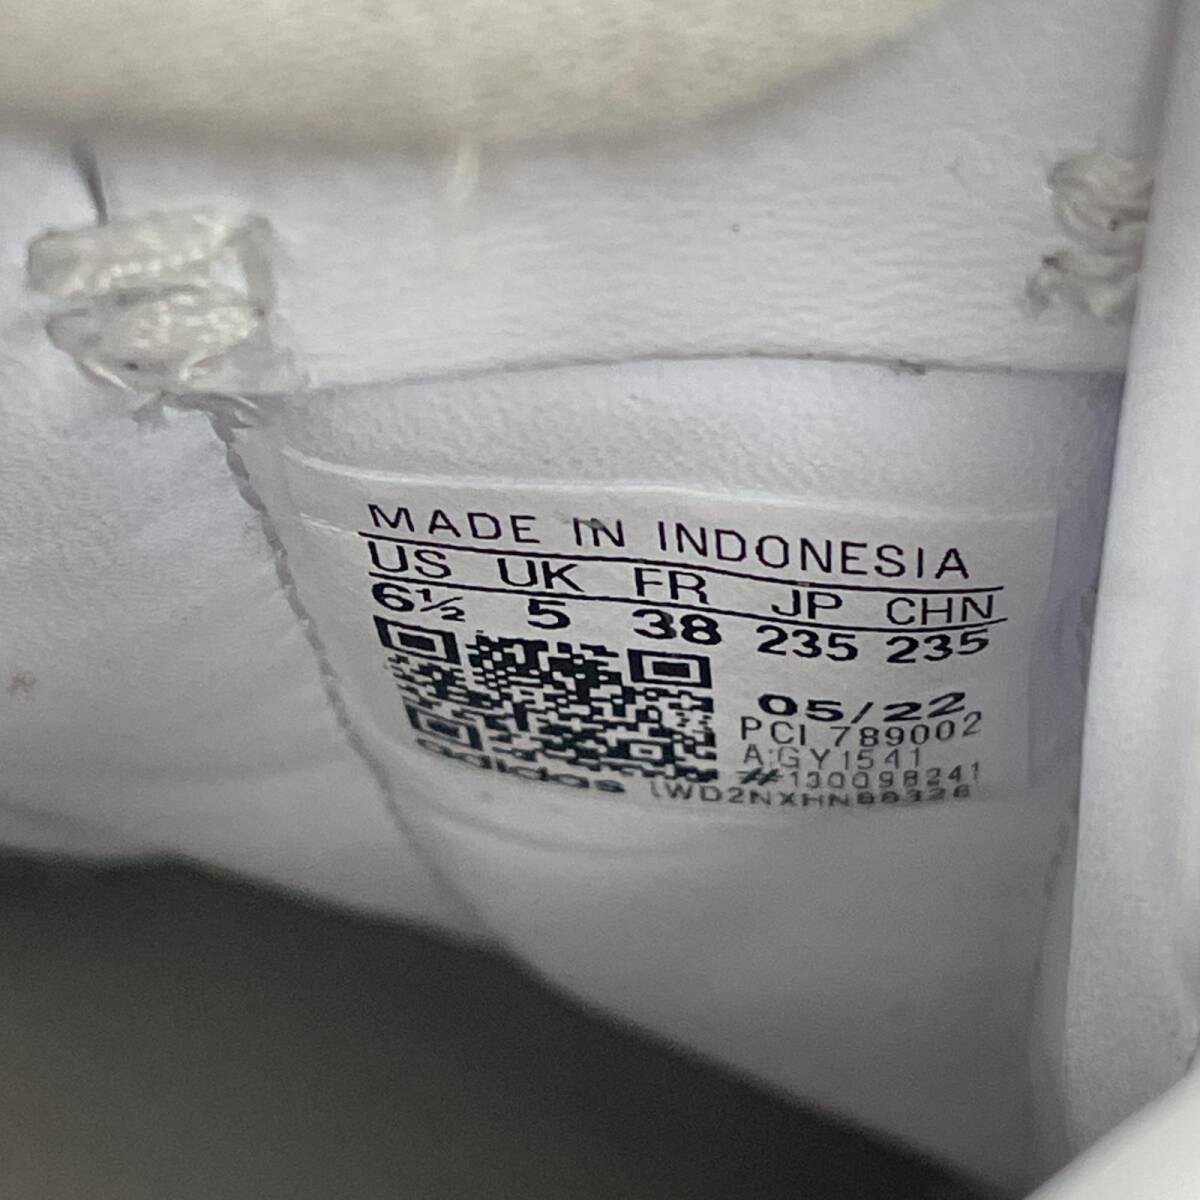 MADE IN INDONESIA
US UK FR JP CHN
6½ 5 38 235 235
05/22
PCI 789002
A:GY1541
#130098241
adidas